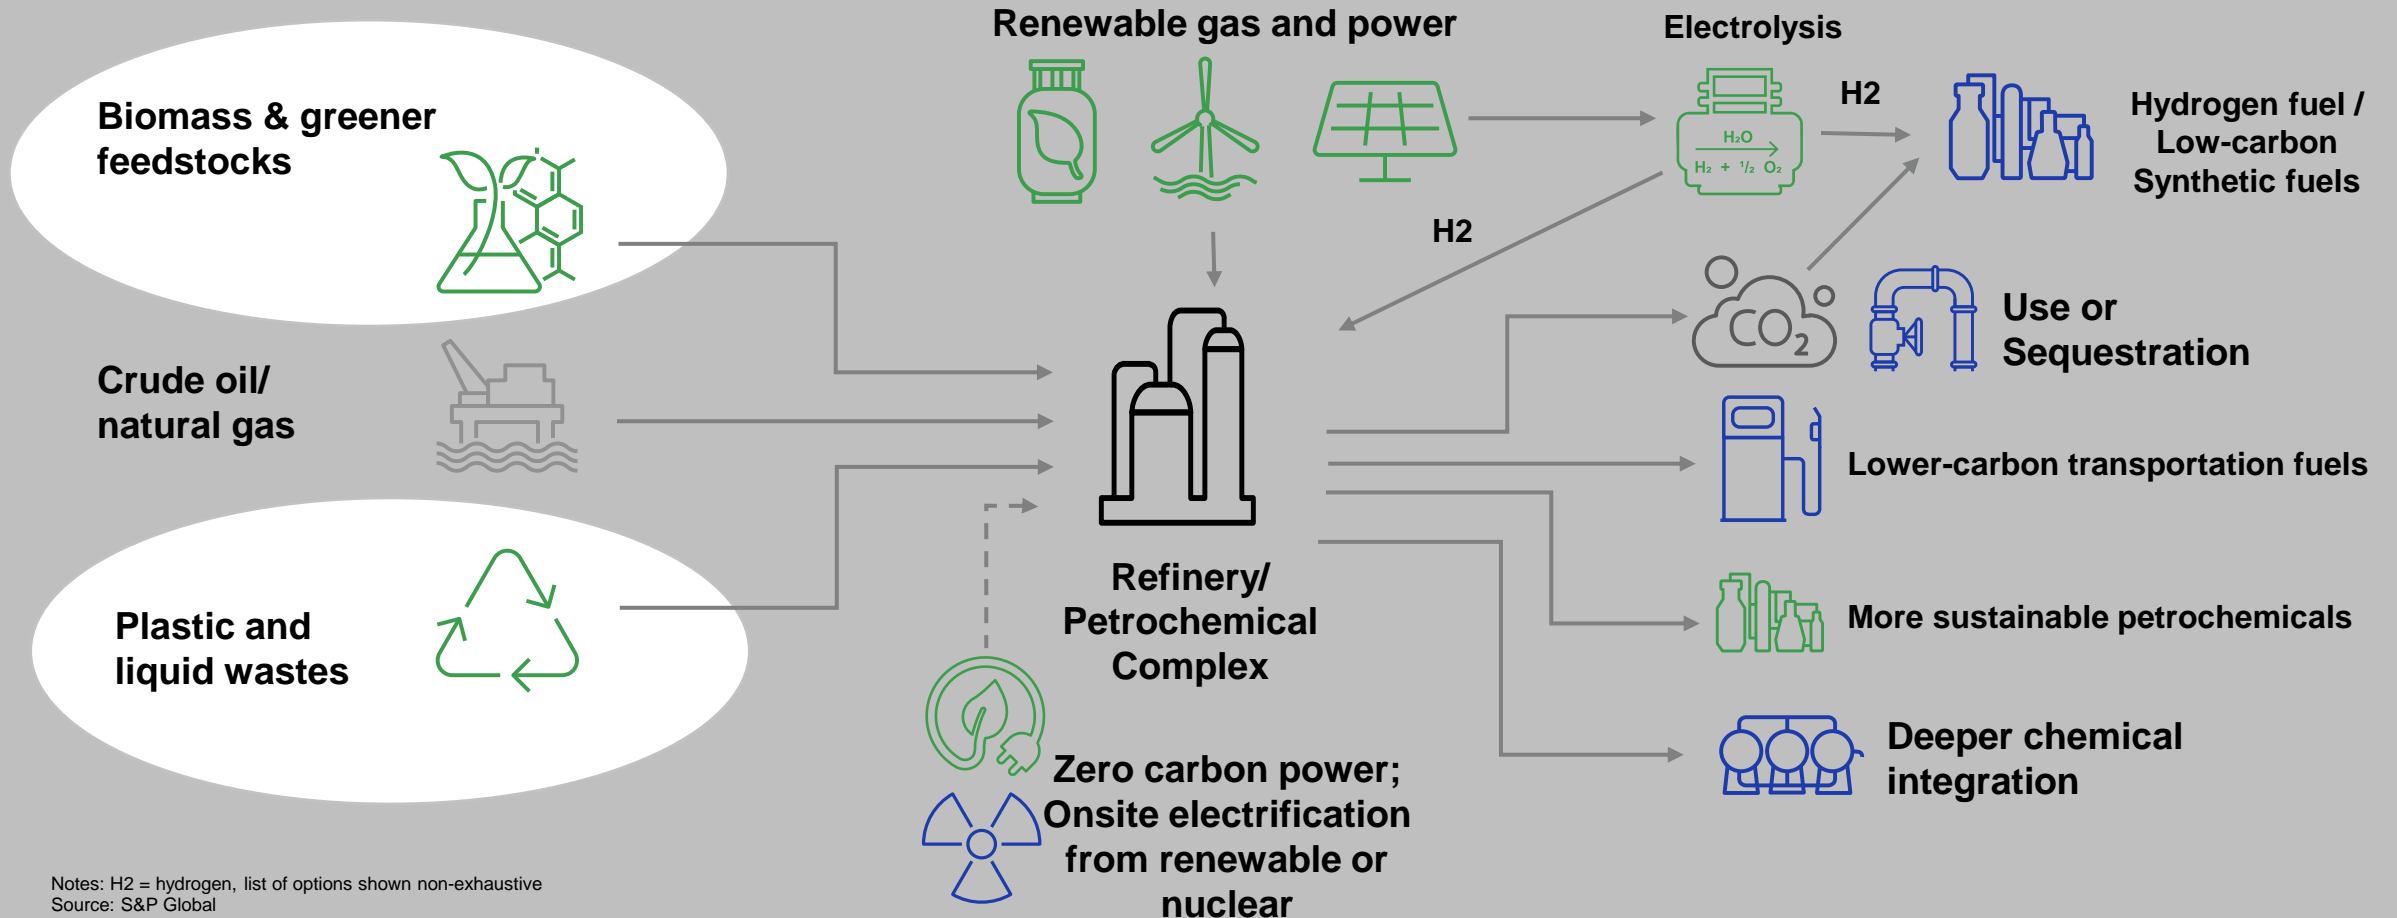 Renewable gas and power
Electrolysis
Biomass & greener
feedstocks
H₂O
H₂ + ¹/₂ O₂
H2
Hydrogen fuel /
Low-carbon
Synthetic fuels
H2
Crude oil/
natural gas
CO₂
Use or
Sequestration
Lower-carbon transportation fuels
Plastic and
liquid wastes
Refinery/
Petrochemical
Complex
More sustainable petrochemicals
Deeper chemical
integration
Zero carbon power;
Onsite electrification
from renewable or
nuclear
Notes: H2 = hydrogen, list of options shown non-exhaustive
Source: S&P Global